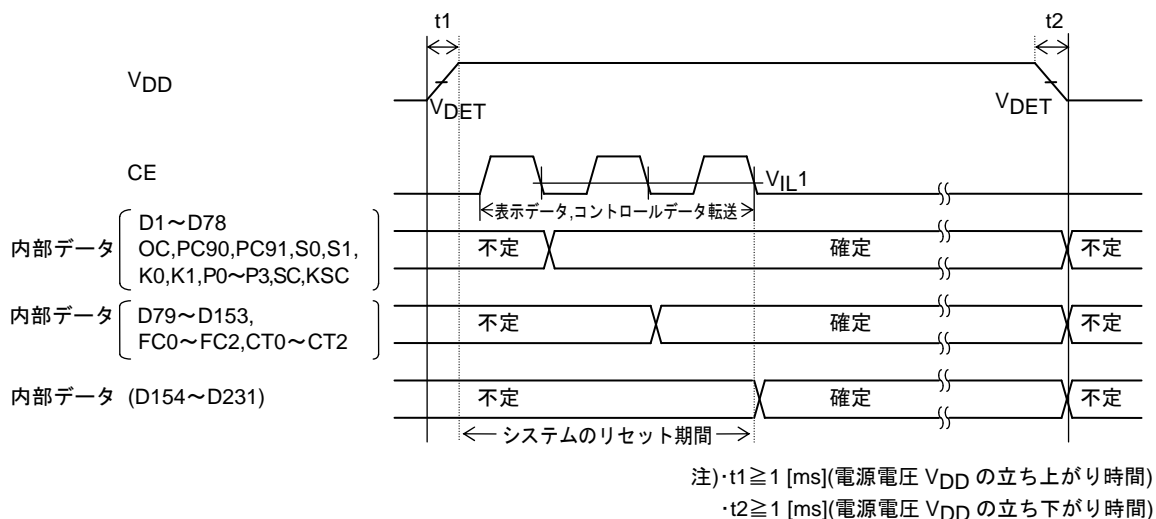 t1
t2
VDD
VDET
VDET
CE
VIL1
表示データ,コントロールデータ転送
内部データ
D1～D78
OC,PC90,PC91,S0,S1,
K0,K1,P0～P3,SC,KSC
不定
確定
不定
内部データ
D79～D153,
FC0～FC2,CT0～CT2
不定
確定
不定
内部データ (D154～D231)
不定
確定
不定
システムのリセット期間
注)･t1≧1 [ms](電源電圧 VDD の立ち上がり時間)
･t2≧1 [ms](電源電圧 VDD の立ち下がり時間)